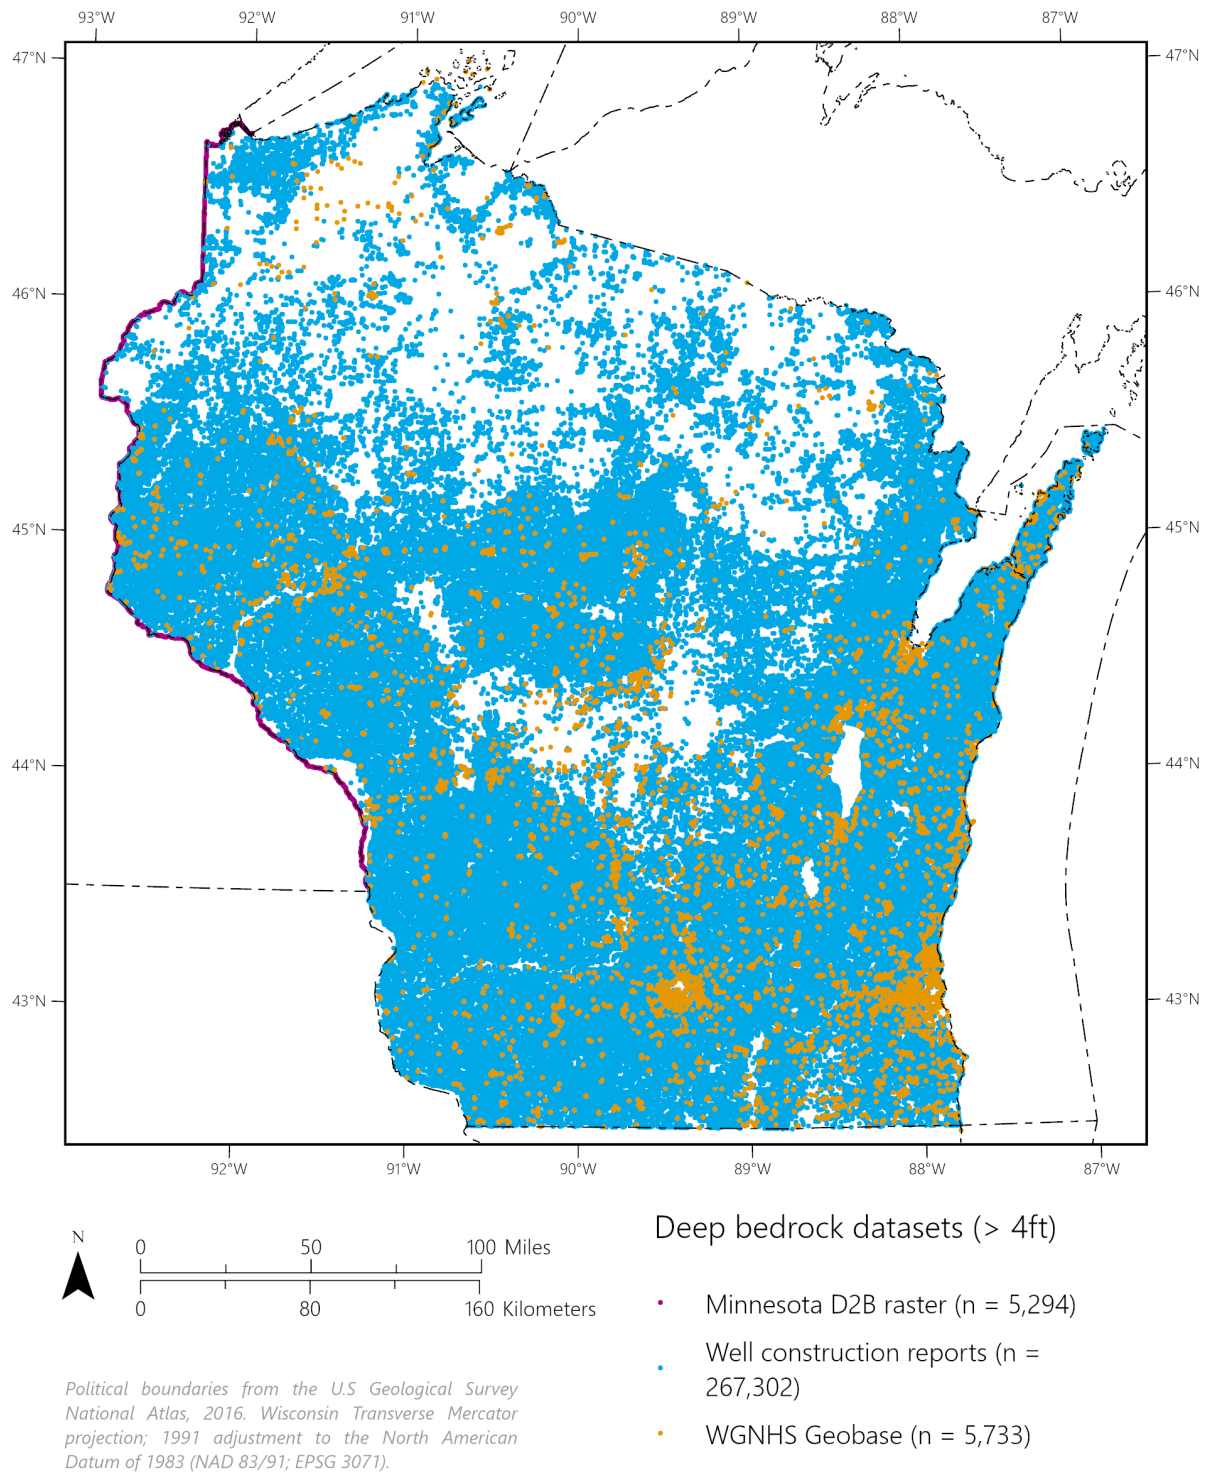 93°W 92°W 91°W 90°W 89°W 88°W 87°W
47°N 47°N
46°N 46°N
45°N 45°N
44°N 44°N
43°N 43°N
92°W 91°W 90°W 89°W 88°W 87°W
Deep bedrock datasets (> 4ft)
N
0 50 100 Miles
0 80 160 Kilometers
Minnesota D2B raster (n = 5,294)
Well construction reports (n =
267,302)
WGNHS Geobase (n = 5,733)
Political boundaries from the U.S Geological Survey
National Atlas, 2016. Wisconsin Transverse Mercator
projection; 1991 adjustment to the North American
Datum of 1983 (NAD 83/91; EPSG 3071).